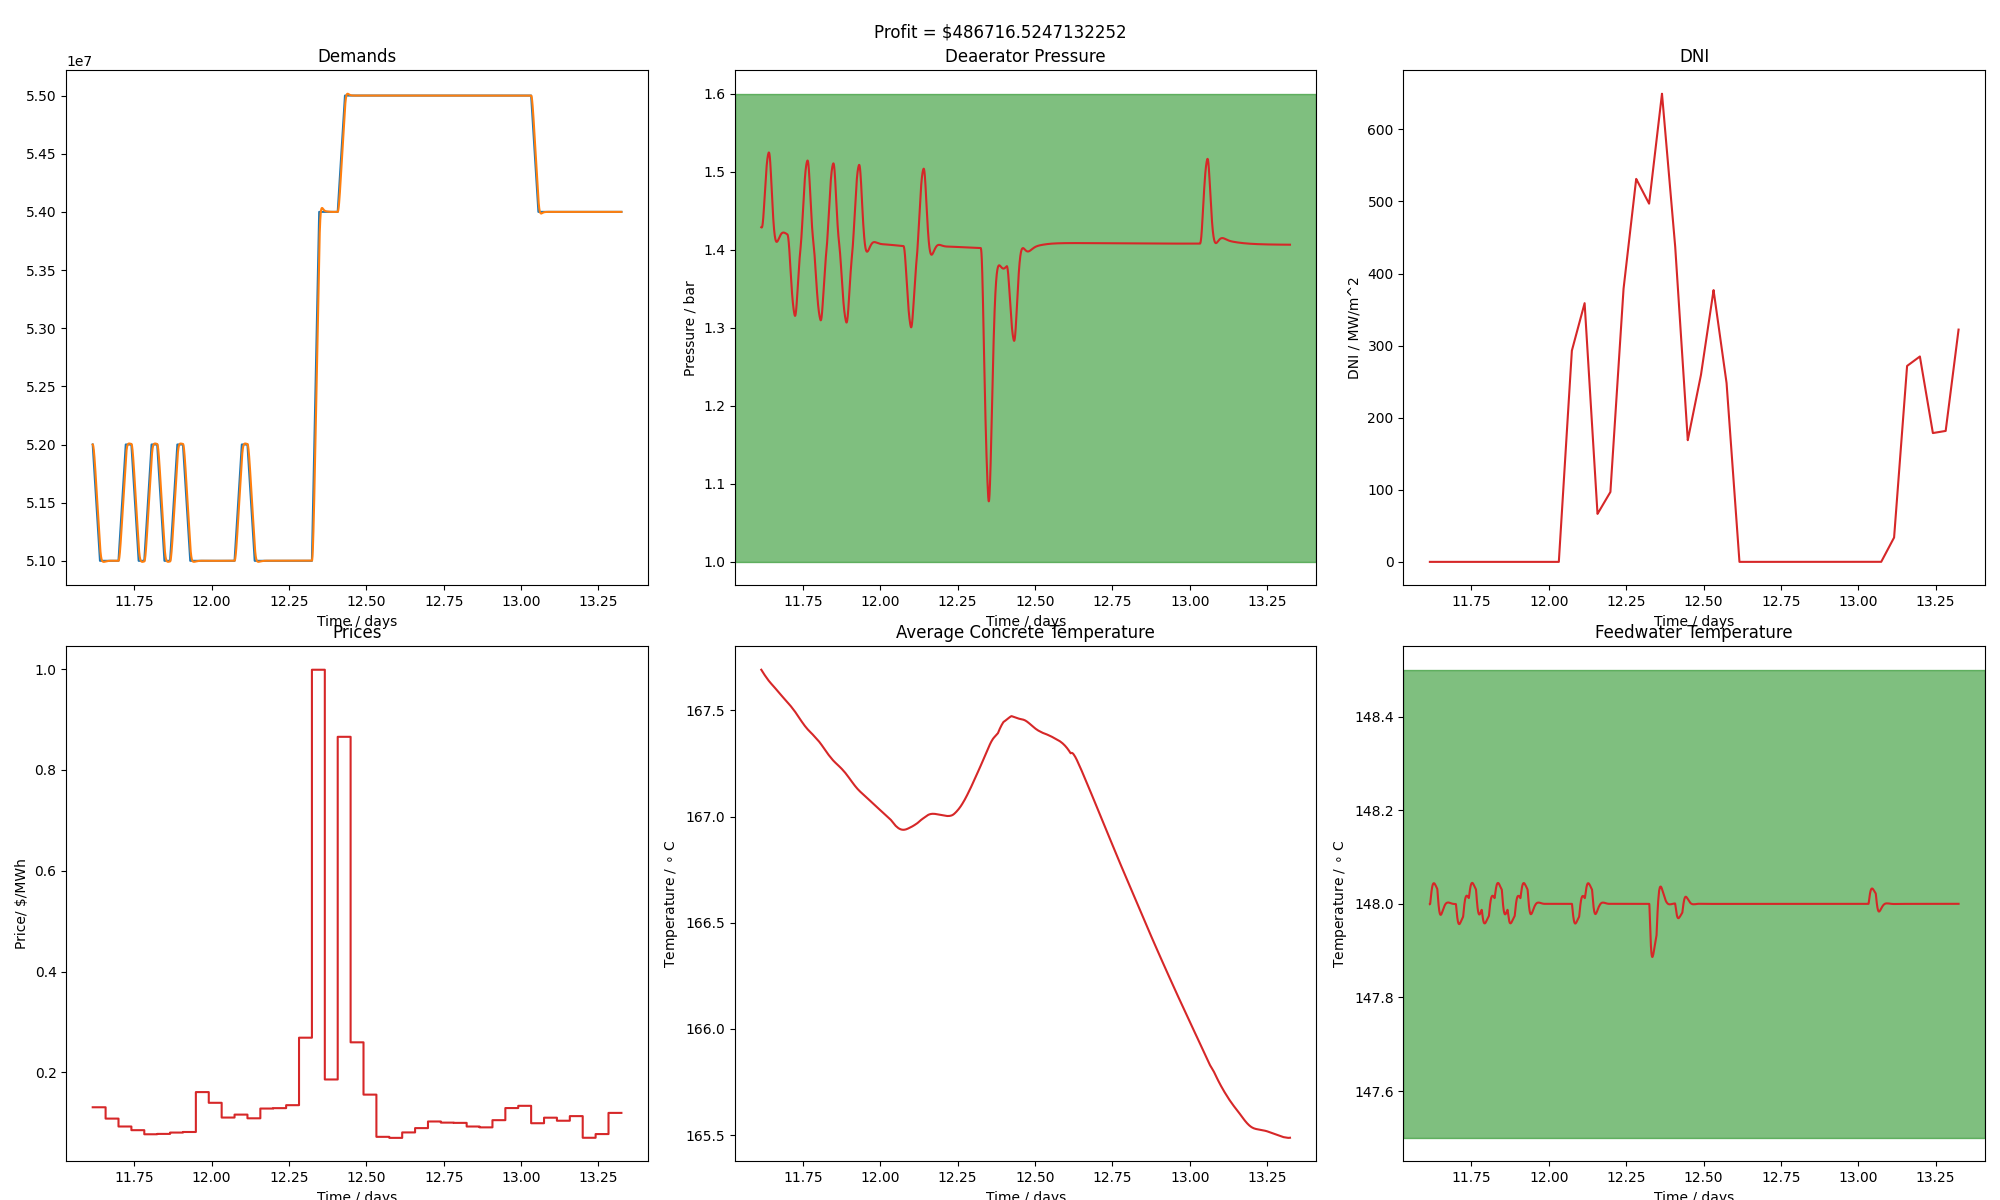 Profit = $486716.5247132252
Demands
1e7
5.50
5.45
5.40
5.35
5.30
5.25
5.20
5.15
5.10
11.75 12.00 12.25 12.50 12.75 13.00 13.25
Time / days
Deaerator Pressure
Pressure / bar
1.6
1.5
1.4
1.3
1.2
1.1
1.0
11.75 12.00 12.25 12.50 12.75 13.00 13.25
Time / days
DNI
DNI / MW/m^2
600
500
400
300
200
100
0
11.75 12.00 12.25 12.50 12.75 13.00 13.25
Time / days
Prices
Price/ $/MWh
1.0
0.8
0.6
0.4
0.2
11.75 12.00 12.25 12.50 12.75 13.00 13.25
Time / days
Average Concrete Temperature
Temperature / ∘ C
167.5
167.0
166.5
166.0
165.5
11.75 12.00 12.25 12.50 12.75 13.00 13.25
Time / days
Feedwater Temperature
Temperature / ∘ C
148.4
148.2
148.0
147.8
147.6
11.75 12.00 12.25 12.50 12.75 13.00 13.25
Time / days